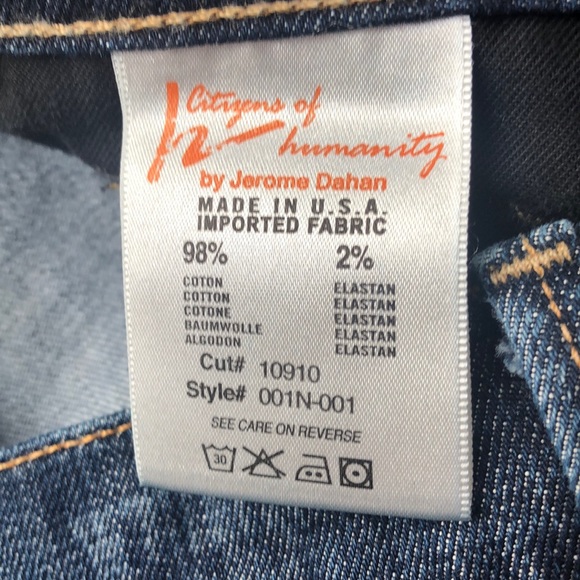 Citizens of
humanity
by Jerome Dahan
MADE IN U.S.A.
IMPORTED FABRIC
98% 2%
COTON ELASTAN
COTTON ELASTAN
COTONE ELASTAN
BAUMWOLLE ELASTAN
ALGODON ELASTAN
Cut# 10910
Style# 001N-001
SEE CARE ON REVERSE
30